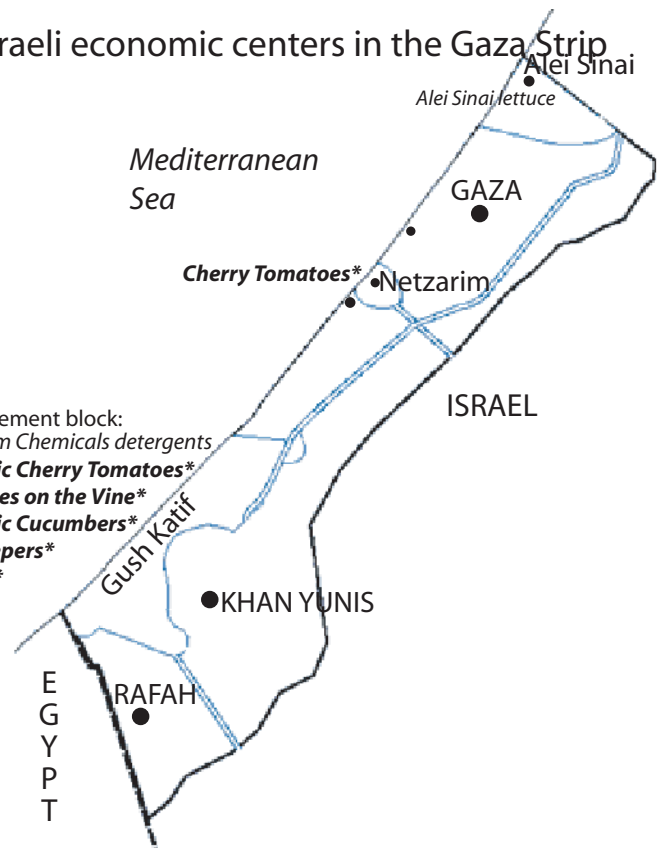 raeli economic centers in the Gaza Strip
Alei Sinai
Alei Sinai lettuce
Mediterranean
Sea
GAZA
Cherry Tomatoes*
Netzarim
ISRAEL
ement block:
m Chemicals detergents
ic Cherry Tomatoes*
es on the Vine*
ic Cucumbers*
pers*
*
Gush Katif
KHAN YUNIS
RAFAH
E
G
Y
P
T